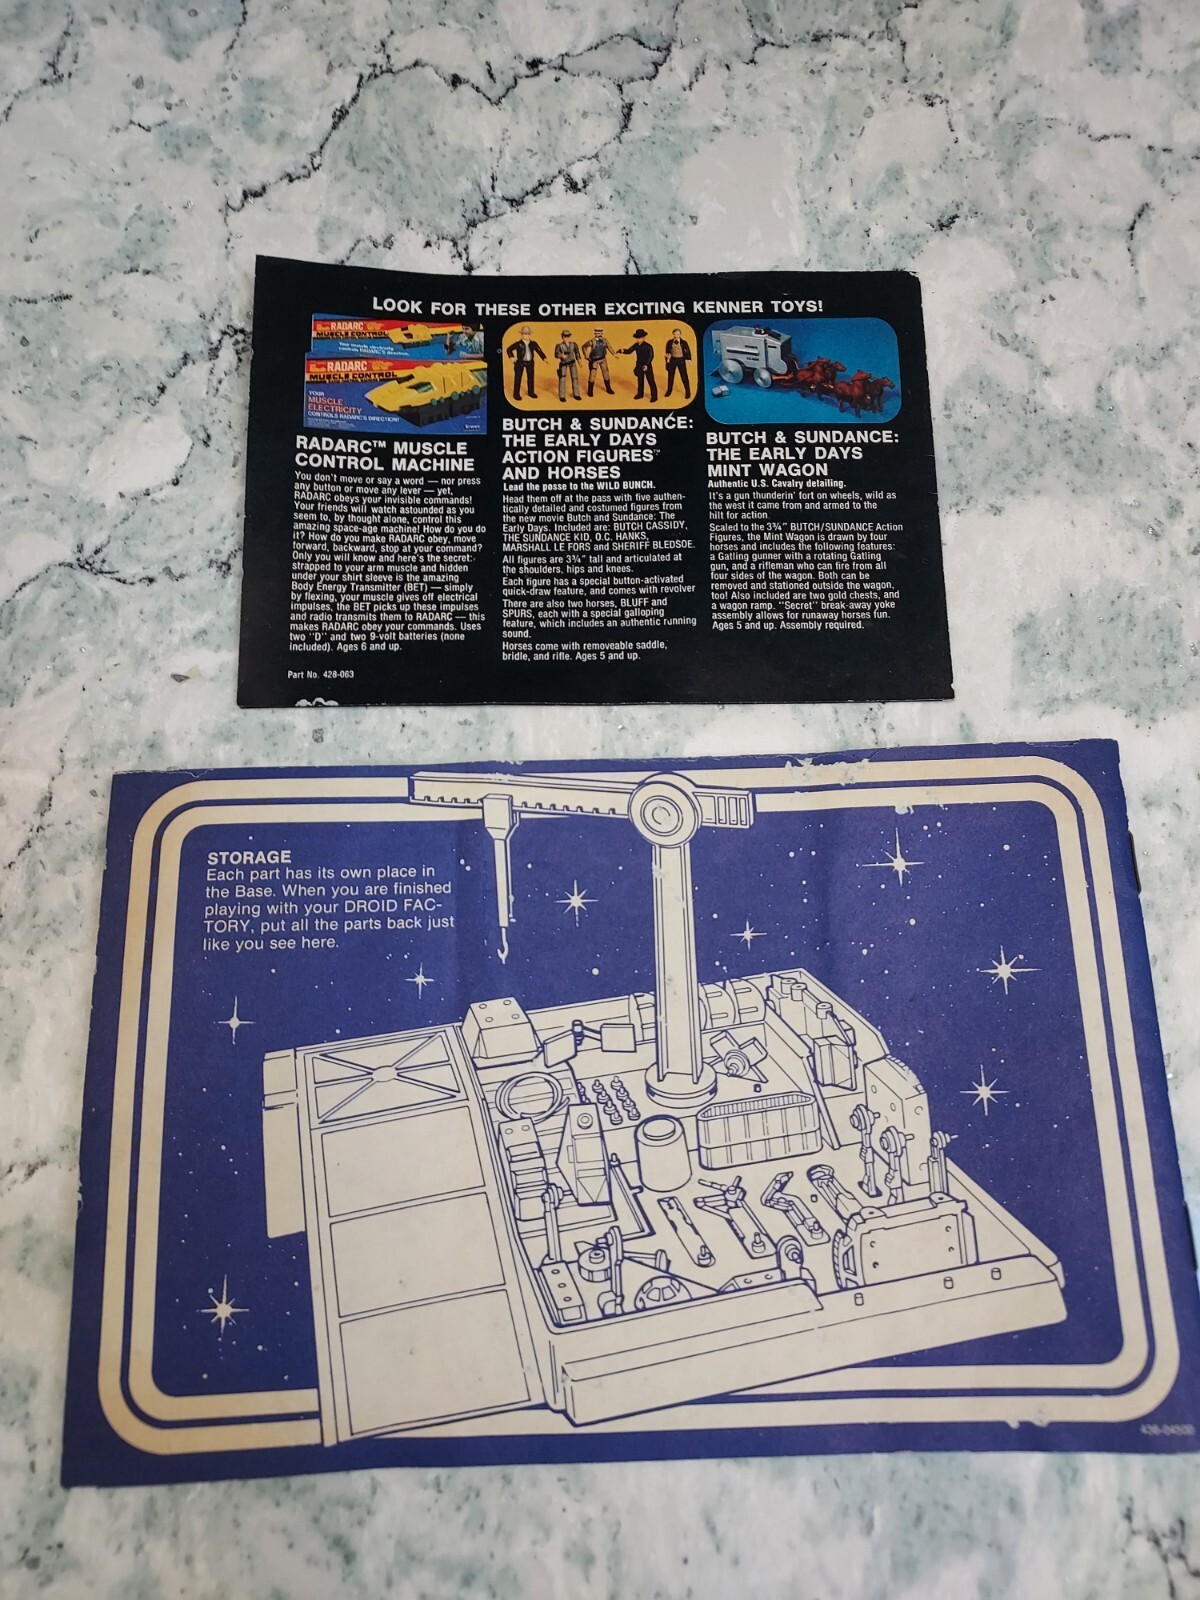 LOOK FOR THESE OTHER EXCITING KENNER TOYS!
RADARC
MUSCLE CONTROL
RADARC
MUSCLE CONTROL
YOUR
MUSCLE
ELECTRICITY
CONTROLS RADARC'S DIRECTION!
RADARC™ MUSCLE
CONTROL MACHINE
You don't move or say a word — nor press
any button or move any lever — yet,
RADARC obeys your invisible commands!
Your friends will watch astounded as you
seem to, by thought alone, control this
amazing space-age machine! How do you do
it? How do you make RADARC obey, move
forward, backward, stop at your command?
Only you will know and here's the secret:
strapped to your arm muscle and hidden
under your shirt sleeve is the amazing
Body Energy Transmitter (BET) — simply
by flexing, your muscle gives off electrical
impulses, the BET picks up these impulses
and radio transmits them to RADARC — this
makes RADARC obey your commands. Uses
two "D" and two 9-volt batteries (none
included). Ages 6 and up.
Part No. 428-063
BUTCH & SUNDANCE:
THE EARLY DAYS
ACTION FIGURES™
AND HORSES
Lead the posse to the WILD BUNCH.
Head them off at the pass with five authen-
tically detailed and costumed figures from
the new movie Butch and Sundance: The
Early Days. Included are: BUTCH CASSIDY,
THE SUNDANCE KID, O.C. HANKS,
MARSHALL LE FORS and SHERIFF BLEDSOE.
All figures are 3¾" tall and articulated at
the shoulders, hips and knees.
Each figure has a special button-activated
quick-draw feature, and comes with revolver
There are also two horses, BLUFF and
SPURS, each with a special galloping
feature, which includes an authentic running
sound.
Horses come with removeable saddle,
bridle, and rifle. Ages 5 and up.
BUTCH & SUNDANCE:
THE EARLY DAYS
MINT WAGON
Authentic U.S. Cavalry detailing.
It's a gun thunderin' fort on wheels, wild as
the west it came from and armed to the
hilt for action.
Scaled to the 3¾" BUTCH/SUNDANCE Action
Figures, the Mint Wagon is drawn by four
horses and includes the following features:
a Gatling gunner with a rotating Gatling
gun, and a rifleman who can fire from all
four sides of the wagon. Both can be
removed and stationed outside the wagon,
too! Also included are two gold chests, and
a wagon ramp. "Secret" break-away yoke
assembly allows for runaway horses fun.
Ages 5 and up. Assembly required.
STORAGE
Each part has its own place in
the Base. When you are finished
playing with your DROID FAC-
TORY, put all the parts back just
like you see here.